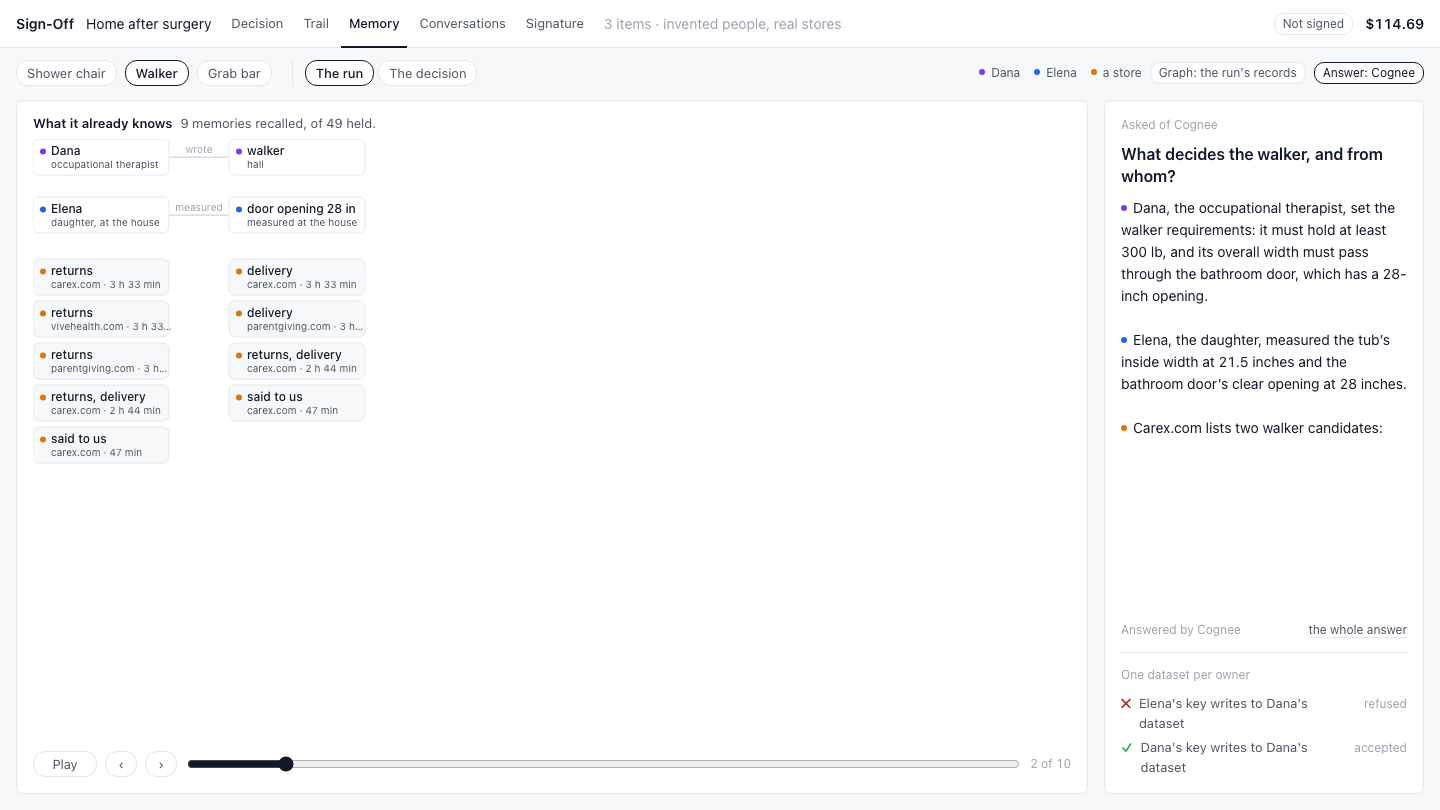 Sign-Off Home after surgery Decision Trail Memory Conversations Signature 3 items · invented people, real stores Not signed $114.69
Shower chair Walker Grab bar The run The decision Dana Elena a store Graph: the run's records Answer: Cognee
What it already knows 9 memories recalled, of 49 held.
Dana
occupational therapist
wrote
walker
hall
Elena
daughter, at the house
measured
door opening 28 in
measured at the house
returns
carex.com · 3 h 33 min
delivery
carex.com · 3 h 33 min
returns
vivehealth.com · 3 h 33...
delivery
parentgiving.com · 3 h...
returns
parentgiving.com · 3 h...
returns, delivery
carex.com · 2 h 44 min
returns, delivery
carex.com · 2 h 44 min
said to us
carex.com · 47 min
said to us
carex.com · 47 min
Play ‹ › 2 of 10
Asked of Cognee
What decides the walker, and from
whom?
Dana, the occupational therapist, set the
walker requirements: it must hold at least
300 lb, and its overall width must pass
through the bathroom door, which has a 28-
inch opening.
Elena, the daughter, measured the tub’s
inside width at 21.5 inches and the
bathroom door’s clear opening at 28 inches.
Carex.com lists two walker candidates:
Answered by Cognee the whole answer
One dataset per owner
Elena's key writes to Dana's refused
dataset
Dana's key writes to Dana's accepted
dataset